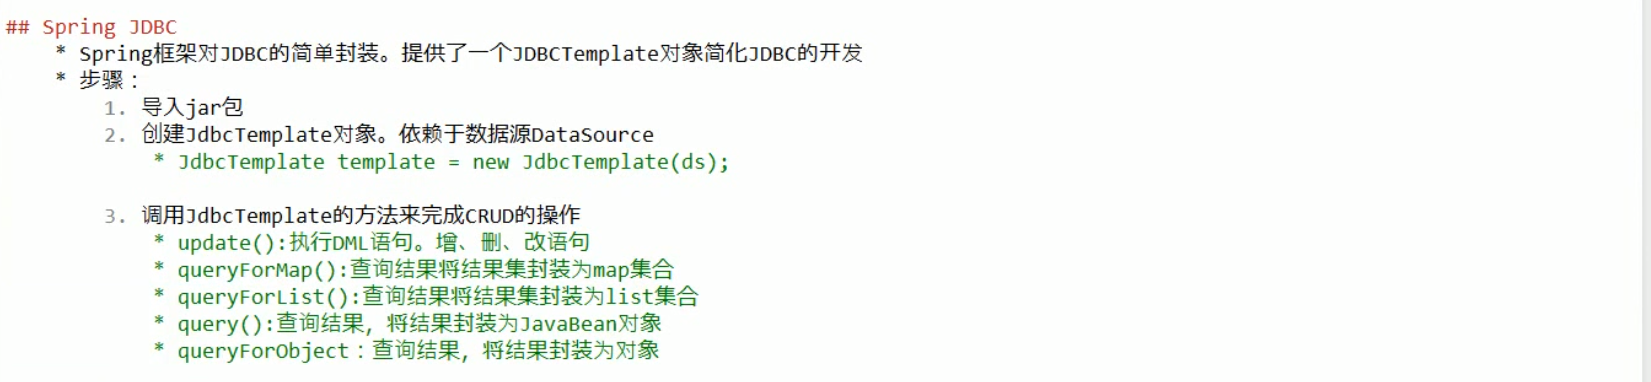 ## Spring JDBC
* Spring框架对JDBC的简单封装。提供了一个JDBCTemplate对象简化JDBC的开发
* 步骤：
1. 导入jar包
2. 创建JdbcTemplate对象。依赖于数据源DataSource
* JdbcTemplate template = new JdbcTemplate(ds);
3. 调用JdbcTemplate的方法来完成CRUD的操作
* update():执行DML语句。增、删、改语句
* queryForMap():查询结果将结果集封装为map集合
* queryForList():查询结果将结果集封装为list集合
* query():查询结果，将结果封装为JavaBean对象
* queryForObject：查询结果，将结果封装为对象